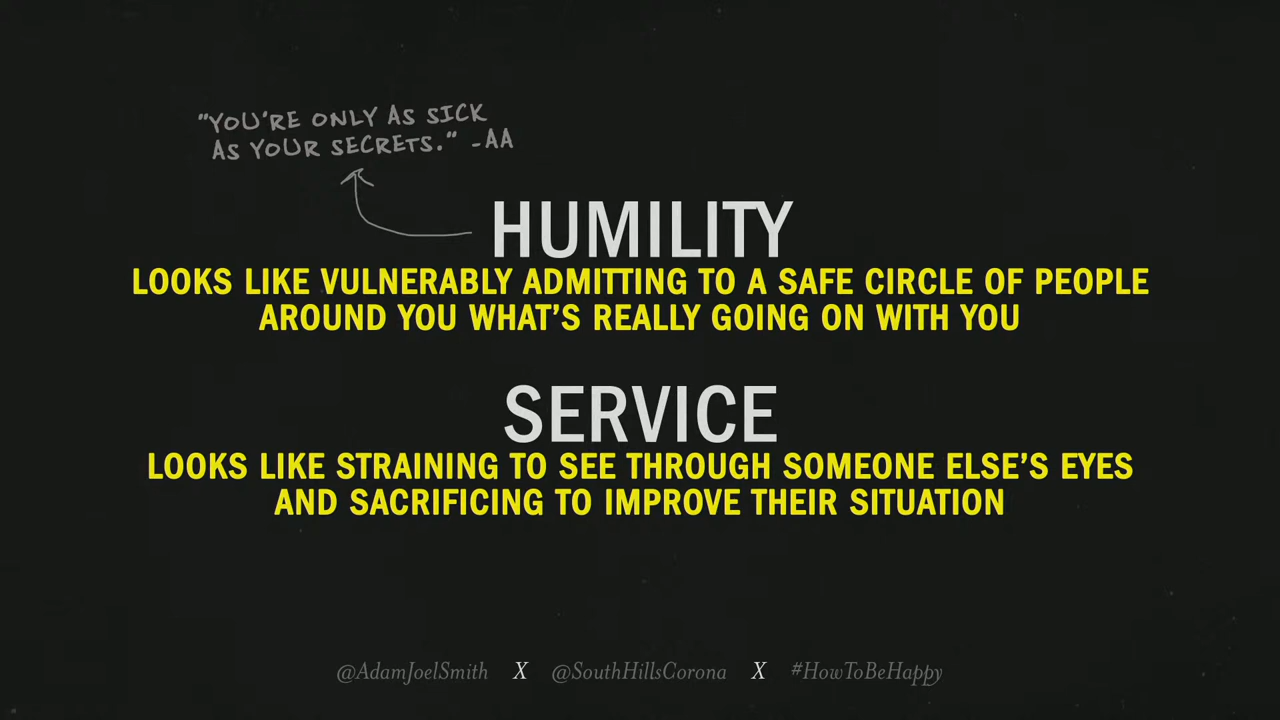 "YOU'RE ONLY AS SICK
AS YOUR SECRETS." -AA
HUMILITY
LOOKS LIKE VULNERABLY ADMITTING TO A SAFE CIRCLE OF PEOPLE
AROUND YOU WHAT'S REALLY GOING ON WITH YOU
SERVICE
LOOKS LIKE STRAINING TO SEE THROUGH SOMEONE ELSE'S EYES
AND SACRIFICING TO IMPROVE THEIR SITUATION
@AdamJoelSmith X @SouthHillsCorona X #HowToBeHappy